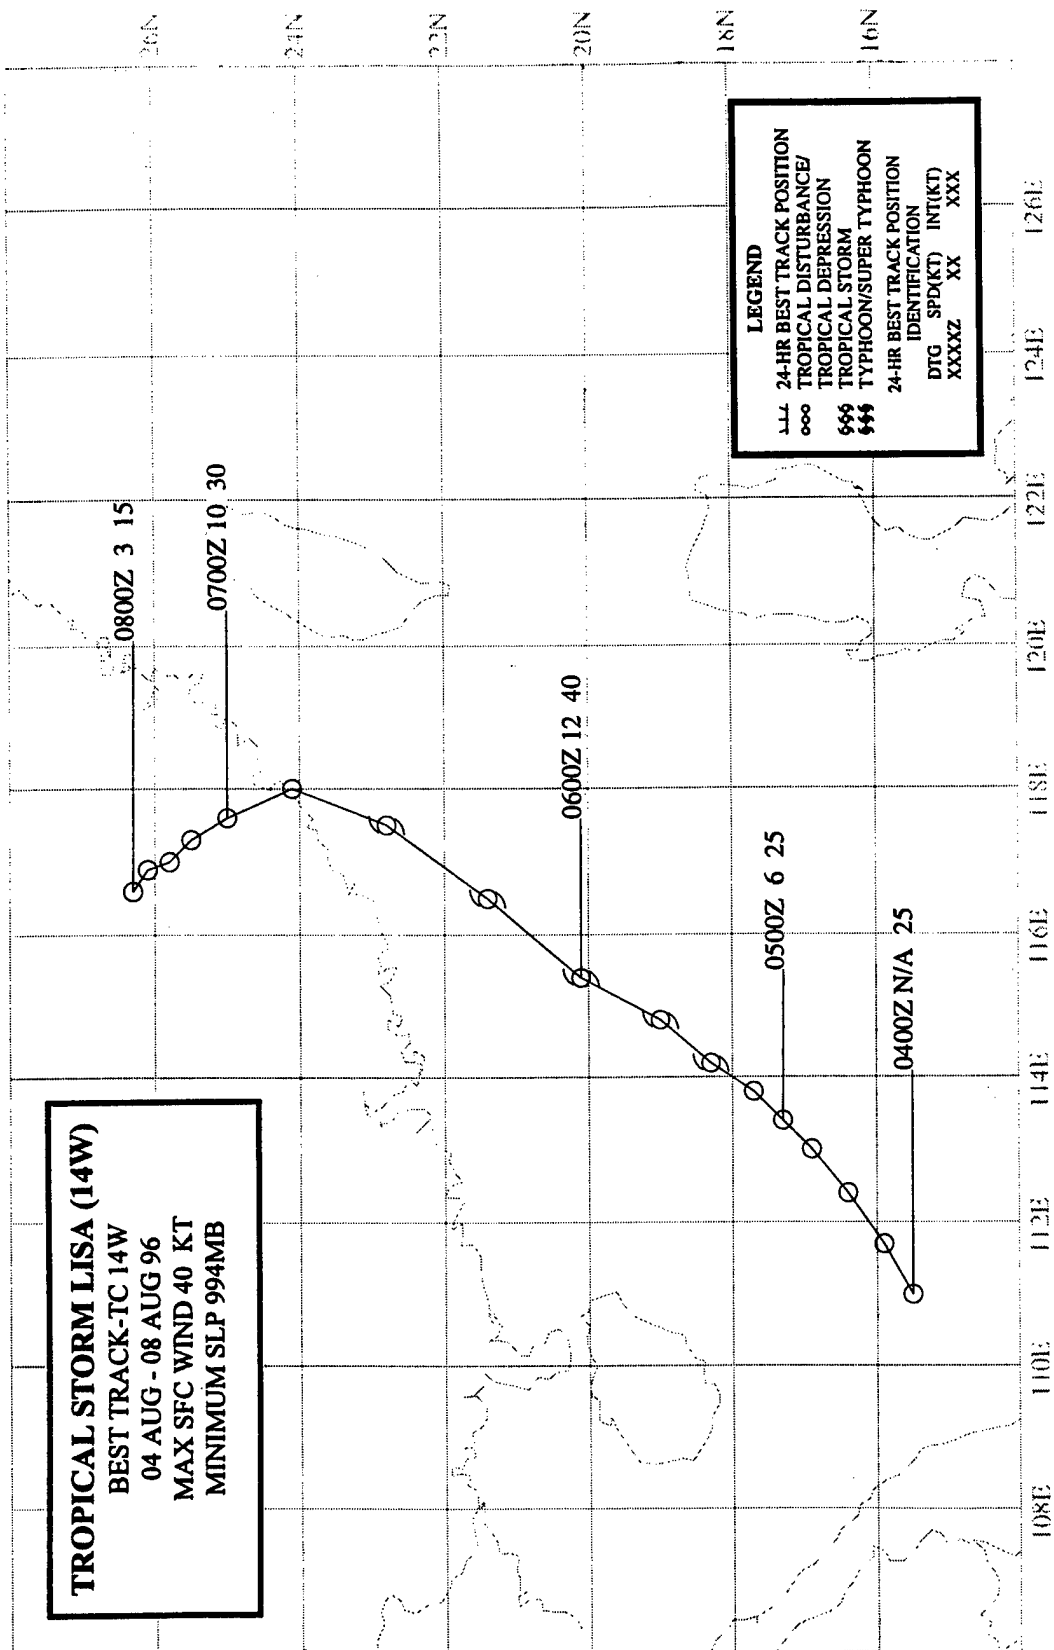 TROPICAL STORM LISA (14W)
BEST TRACK-TC 14W
04 AUG - 08 AUG 96
MAX SFC WIND 40 KT
MINIMUM SLP 994MB
26N
24N
22N
20N
18N
16N
0800Z 3 15
0700Z 10 30
0600Z 12 40
0500Z 6 25
0400Z N/A 25
LEGEND
24-HR BEST TRACK POSITION
TROPICAL DISTURBANCE/
TROPICAL DEPRESSION
TROPICAL STORM
TYPHOON/SUPER TYPHOON
24-HR BEST TRACK POSITION
IDENTIFICATION
DTG SPD(KT) INT(KT)
XXXXZ XX XXX
108E
110E
112E
114E
116E
118E
120E
122E
124E
126E